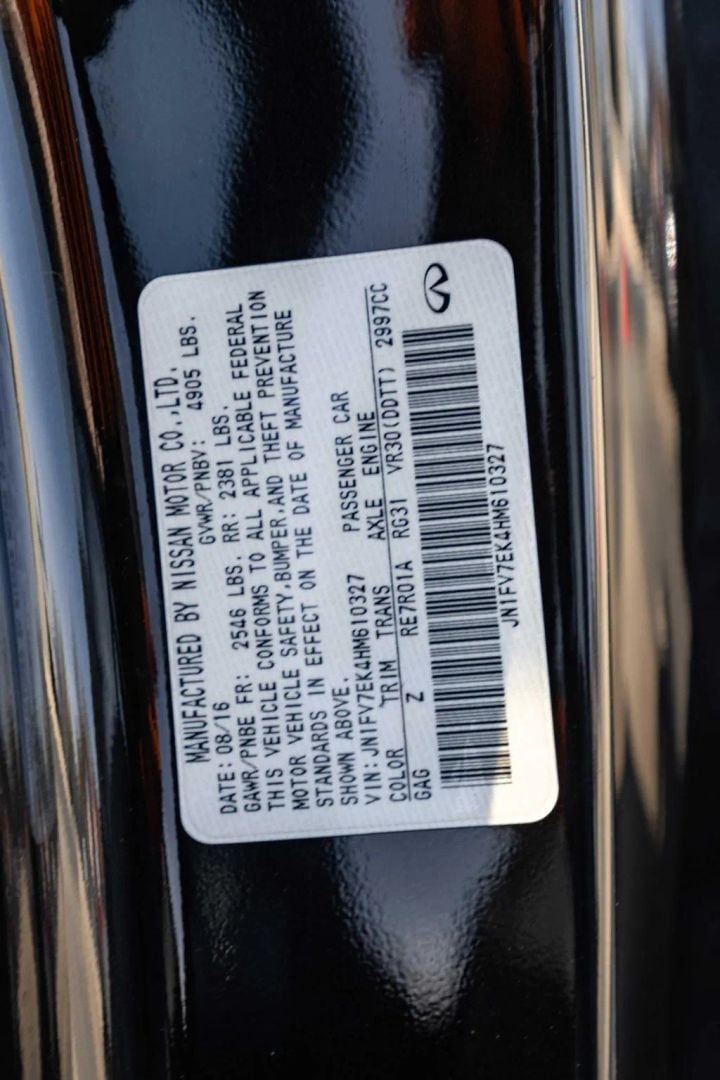 MANUFACTURED BY NISSAN MOTOR CO.,LTD.
DATE: 08/16 GVWR/PNBV: 4905 LBS.
GAWR/PNBE FR: 2546 LBS. RR: 2381 LBS.
THIS VEHICLE CONFORMS TO ALL APPLICABLE FEDERAL
MOTOR VEHICLE SAFETY,BUMPER,AND THEFT PREVENTION
STANDARDS IN EFFECT ON THE DATE OF MANUFACTURE
SHOWN ABOVE.
VIN: JN1FV7EK4HM610327 PASSENGER CAR
COLOR TRIM TRANS AXLE ENGINE
GAG Z RE7R01A RG31 VR30(DDTT) 2997CC
JN1FV7EK4HM610327